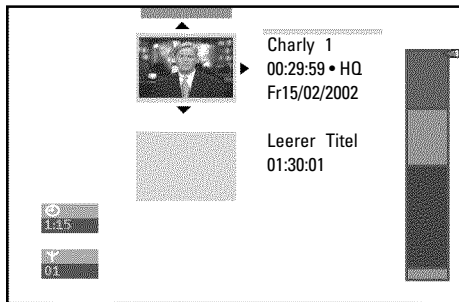 Charly 1
00:29:59 • HQ
Fr15/02/2002
Leerer Titel
01:30:01
1:15
01